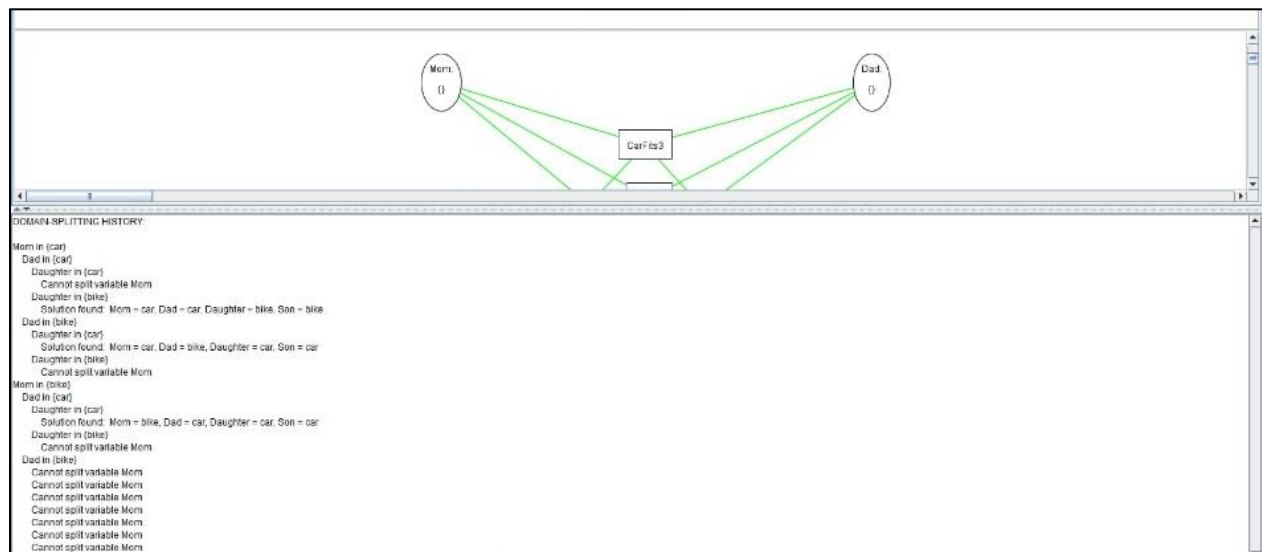 Mom:
{}
Dad:
{}
CarFits3
DOMAIN-SPLITTING HISTORY:
Mom in {car}
Dad in {car}
Daughter in {car}
Cannot split variable Mom
Daughter in {bike}
Solution found: Mom = car, Dad = car, Daughter = bike, Son = bike
Dad in {bike}
Daughter in {car}
Solution found: Mom = car, Dad = bike, Daughter = car, Son = car
Daughter in {bike}
Cannot split variable Mom
Mom in {bike}
Dad in {car}
Daughter in {car}
Solution found: Mom = bike, Dad = car, Daughter = car, Son = car
Daughter in {bike}
Cannot split variable Mom
Dad in {bike}
Cannot split variable Mom
Cannot split variable Mom
Cannot split variable Mom
Cannot split variable Mom
Cannot split variable Mom
Cannot split variable Mom
Cannot split variable Mom